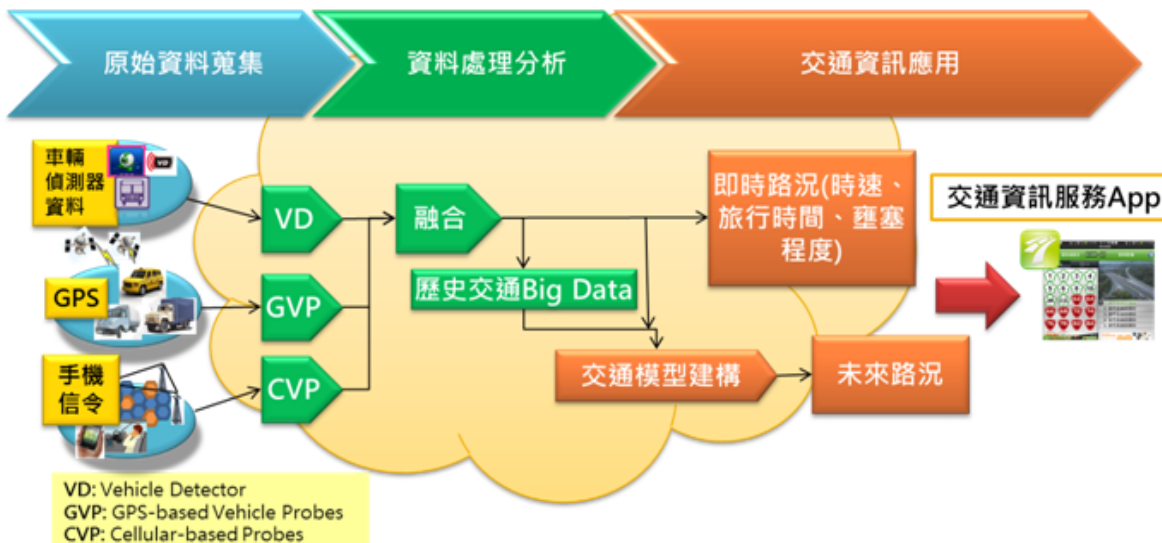 原始資料蒐集
資料處理分析
交通資訊應用
車輛
偵測器
資料
VD
GPS
手機
信令
VD
GVP
CVP
融合
歷史交通Big Data
交通模型建構
即時路況(時速、
旅行時間、壅塞
程度)
未來路況
交通資訊服務App
VD: Vehicle Detector
GVP: GPS-based Vehicle Probes
CVP: Cellular-based Probes